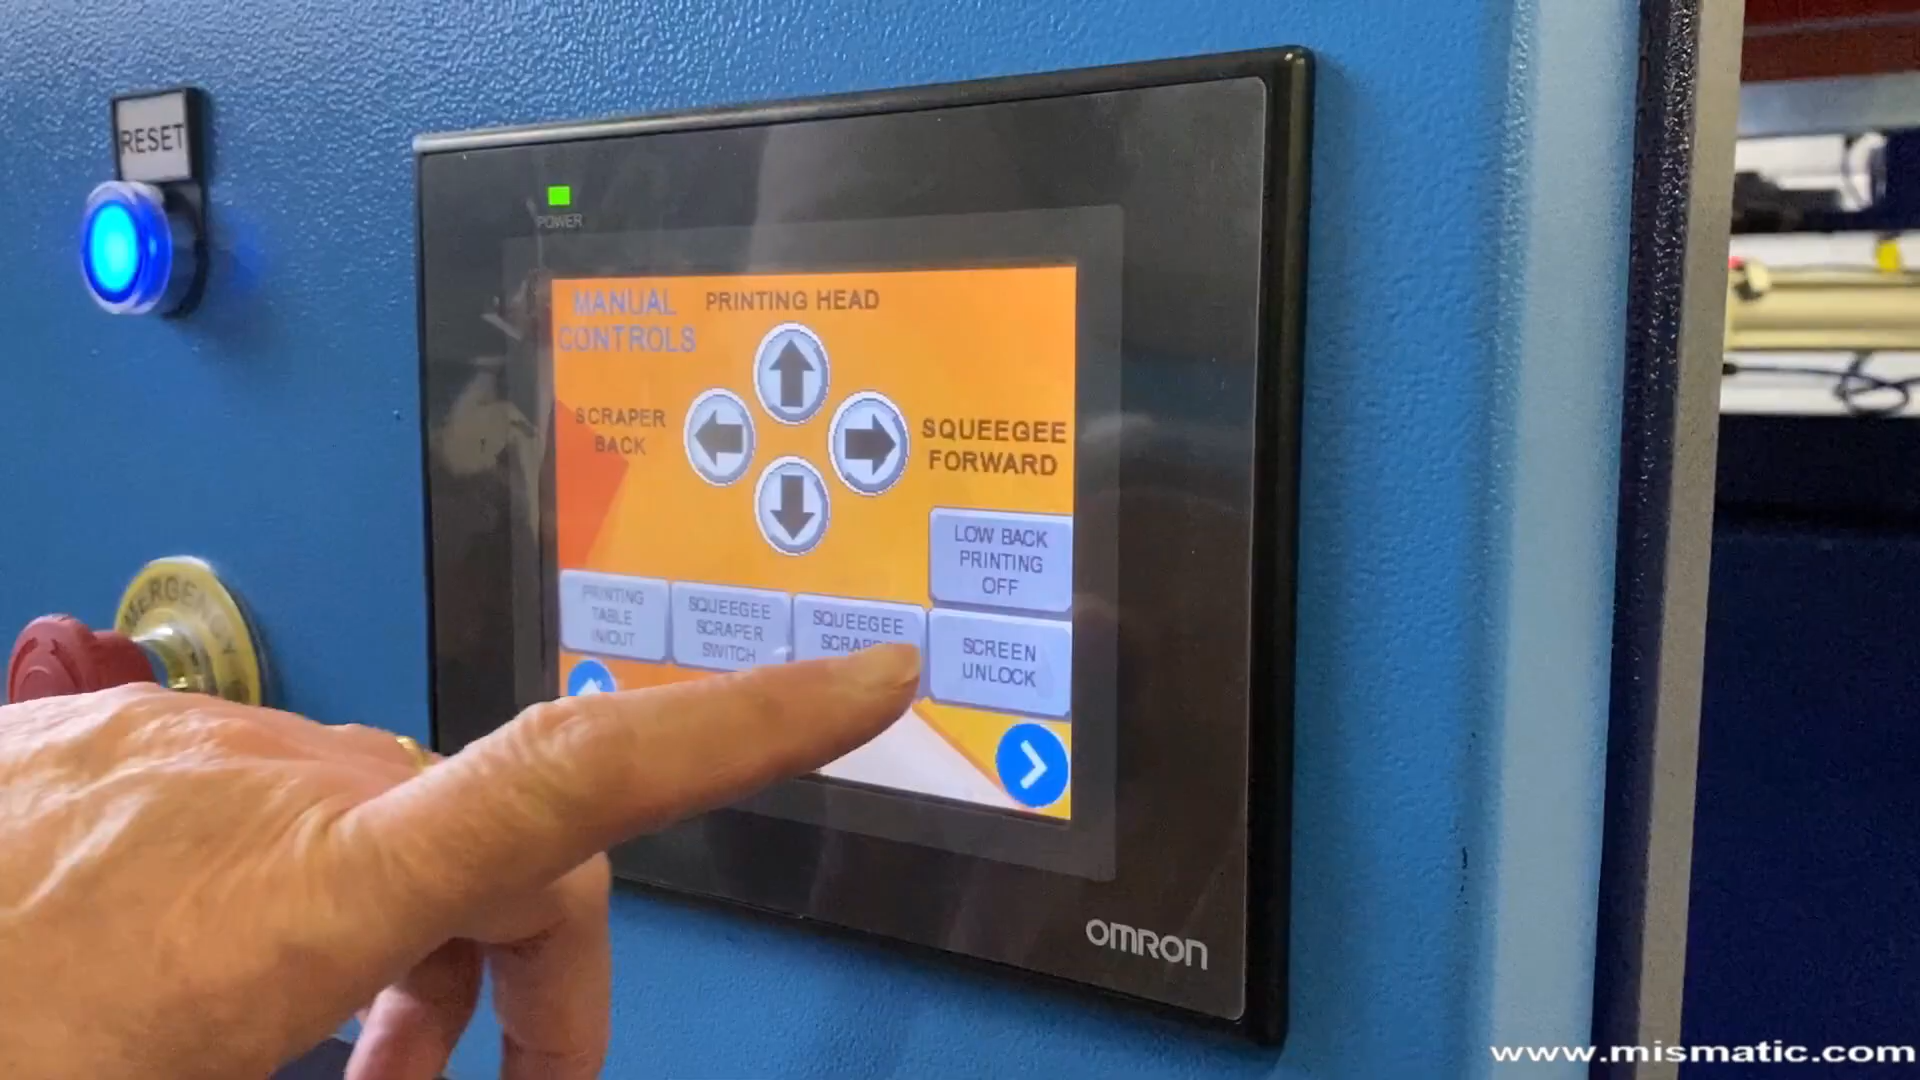 RESET
POWER
MANUAL
CONTROLS
PRINTING HEAD
SCRAPER
BACK
SQUEEGEE
FORWARD
LOW BACK
PRINTING
OFF
PRINTING
TABLE
IN/OUT
SQUEEGEE
SCRAPER
SWITCH
SQUEEGEE
SCREEN
UNLOCK
EMERGENCY
OMRON
www.mismatic.com